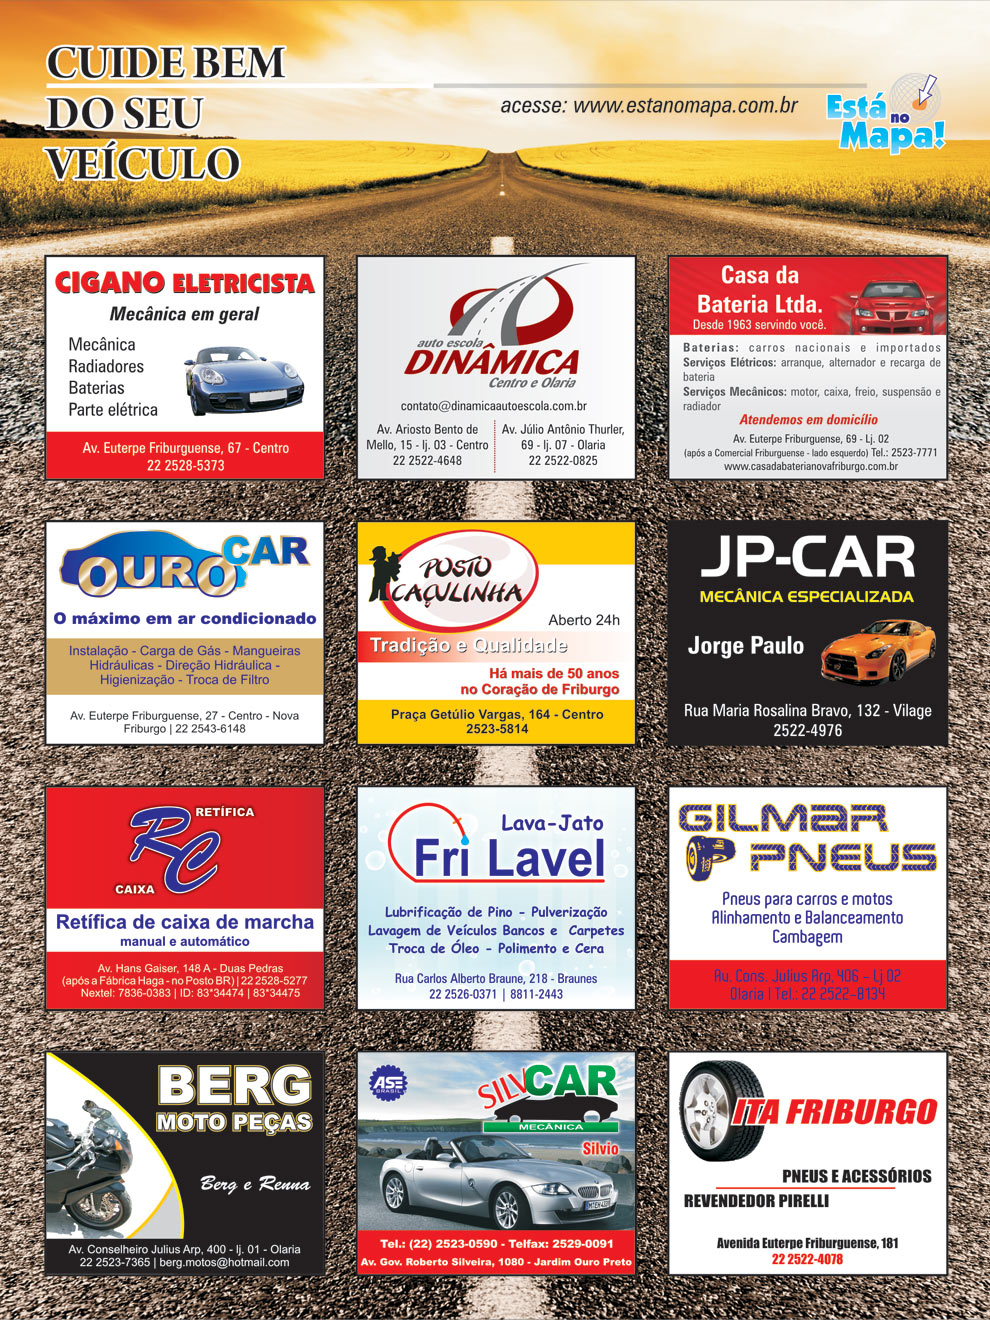 CUIDE BEM
DO SEU
VEÍCULO
acesse: www.estanomapa.com.br
Está
no
Mapa!
CIGANO ELETRICISTA
Mecânica em geral
Mecânica
Radiadores
Baterias
Parte elétrica
Av. Euterpe Friburguense, 67 - Centro
22 2528-5373
auto escola
DINÂMICA
Centro e Olaria
contato@dinamicaautoescola.com.br
Av. Ariosto Bento de
Mello, 15 - lj. 03 - Centro
22 2522-4648
Av. Júlio Antônio Thurler,
69 - lj. 07 - Olaria
22 2522-0825
Casa da
Bateria Ltda.
Desde 1963 servindo você.
Baterias: carros nacionais e importados
Serviços Elétricos: arranque, alternador e recarga de
bateria
Serviços Mecânicos: motor, caixa, freio, suspensão e
radiador
Atendemos em domicílio
Av. Euterpe Friburguense, 69 - Lj. 02
(após a Comercial Friburguense - lado esquerdo) Tel.: 2523-7771
www.casadabaterianovafriburgo.com.br
OURO CAR
O máximo em ar condicionado
Instalação - Carga de Gás - Mangueiras
Hidráulicas - Direção Hidráulica -
Higienização - Troca de Filtro
Av. Euterpe Friburguense, 27 - Centro - Nova
Friburgo | 22 2543-6148
POSTO
CAÇULINHA
Aberto 24h
Tradição e Qualidade
Há mais de 50 anos
no Coração de Friburgo
Praça Getúlio Vargas, 164 - Centro
2523-5814
JP-CAR
MECÂNICA ESPECIALIZADA
Jorge Paulo
Rua Maria Rosalina Bravo, 132 - Vilage
2522-4976
RETÍFICA
RC
CAIXA
Retífica de caixa de marcha
manual e automático
Av. Hans Gaiser, 148 A - Duas Pedras
(após a Fábrica Haga - no Posto BR) | 22 2528-5277
Nextel: 7836-0383 | ID: 83*34474 | 83*34475
Lava-Jato
Fri Lavel
Lubrificação de Pino - Pulverização
Lavagem de Veículos Bancos e Carpetes
Troca de Óleo - Polimento e Cera
Rua Carlos Alberto Braune, 218 - Braunes
22 2526-0371 | 8811-2443
GILMAR
PNEUS
Pneus para carros e motos
Alinhamento e Balanceamento
Cambagem
Av. Cons. Julius Arp, 406 - Lj 02
Olaria | Tel.: 22 2522-8134
BERG
MOTO PEÇAS
Berg e Renna
Av. Conselheiro Julius Arp, 400 - lj. 01 - Olaria
22 2523-7365 | berg.motos@hotmail.com
ASE
BRASIL
SILVCAR
MECÂNICA
Silvio
Tel.: (22) 2523-0590 - Telfax: 2529-0091
Av. Gov. Roberto Silveira, 1080 - Jardim Ouro Preto
ITA FRIBURGO
PNEUS E ACESSÓRIOS
REVENDEDOR PIRELLI
Avenida Euterpe Friburguense, 181
22 2522-4078